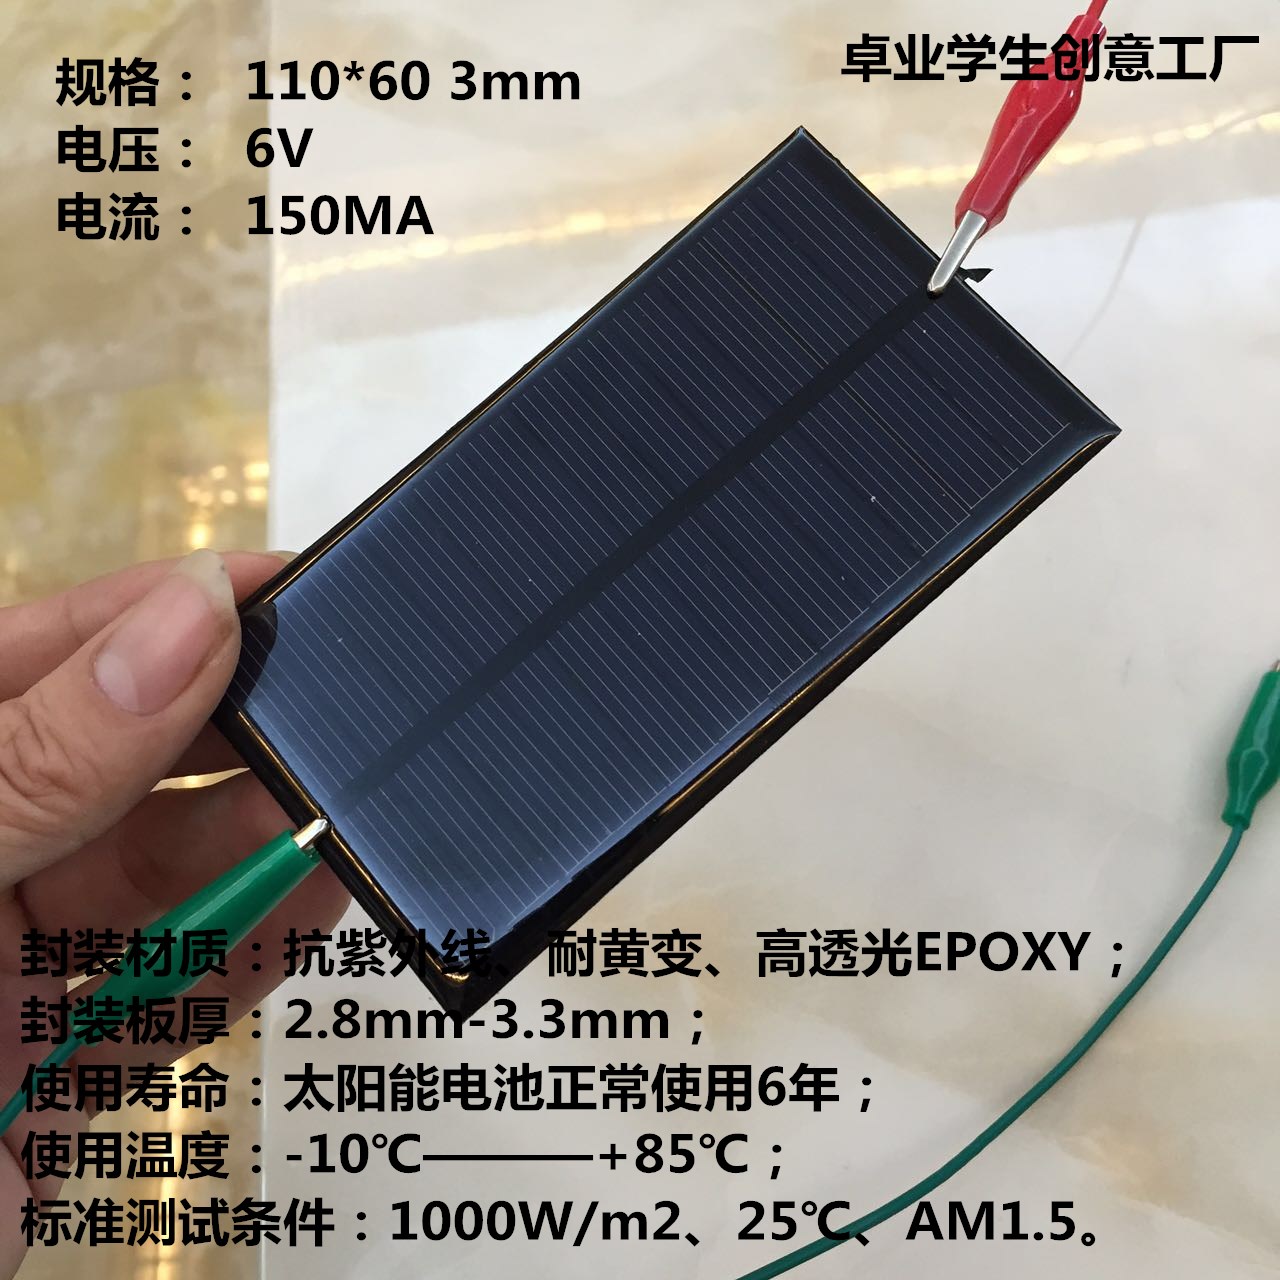 卓业学生创意工厂
规格： 110*60 3mm
电压： 6V
电流： 150MA
封装材质：抗紫外线、耐黄变、高透光EPOXY；
封装板厚：2.8mm-3.3mm；
使用寿命：太阳能电池正常使用6年；
使用温度：-10℃———+85℃；
标准测试条件：1000W/m2、25℃、AM1.5。